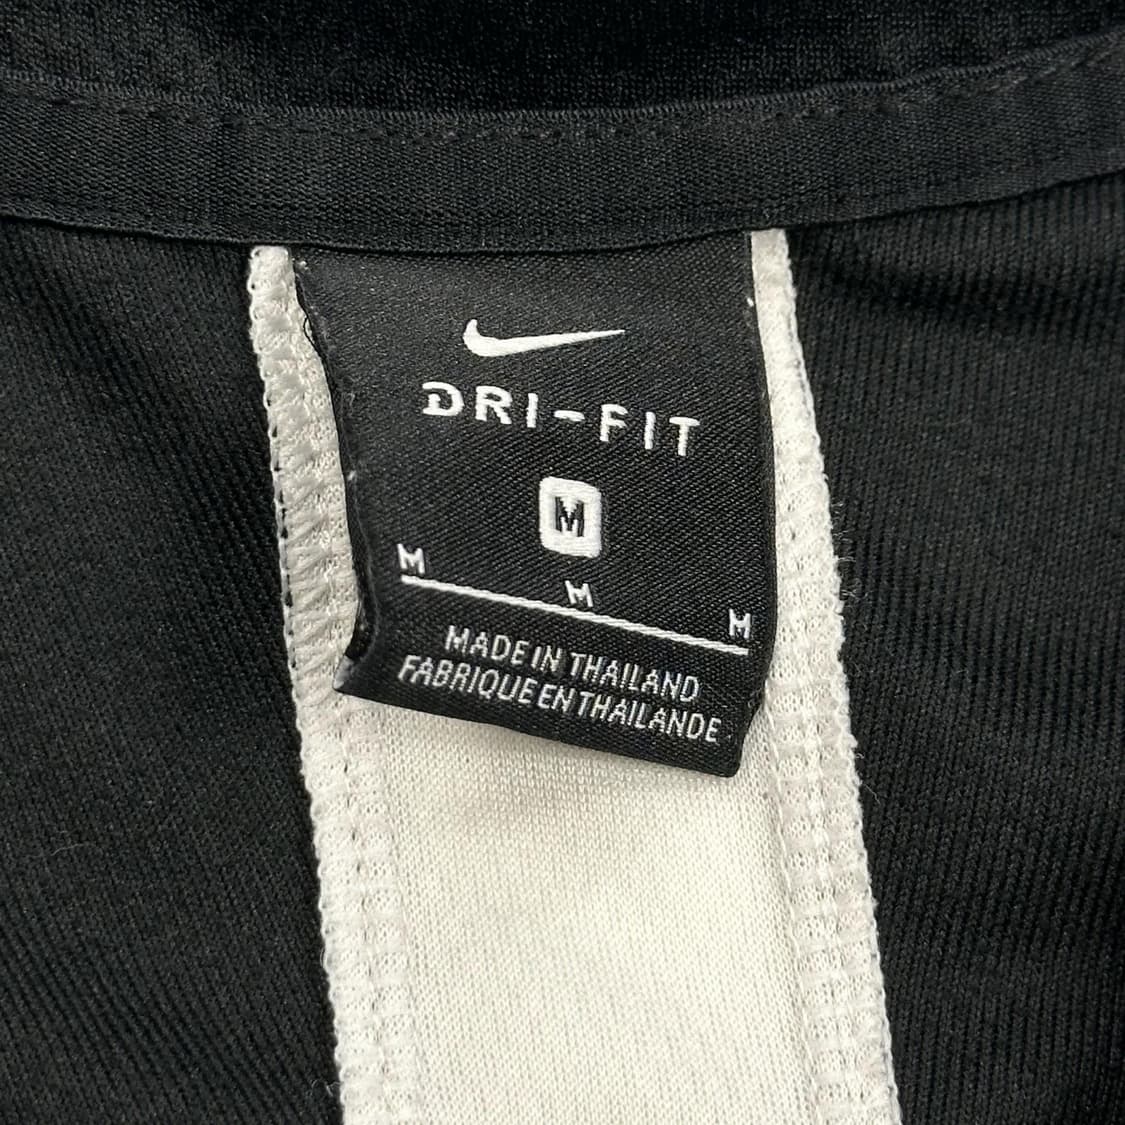 DRI-FIT
M
M M M
MADE IN THAILAND
FABRIQUE EN THAILANDE